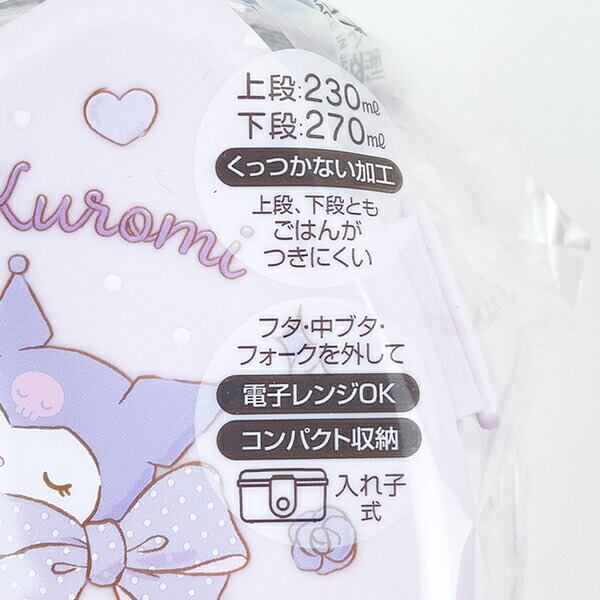 上段:230ml
下段:270ml
くっつかない加工
上段、下段とも
ごはんが
つきにくい
Kuromi
フタ・中ブタ・
フォークを外して
電子レンジOK
コンパクト収納
入れ子
式